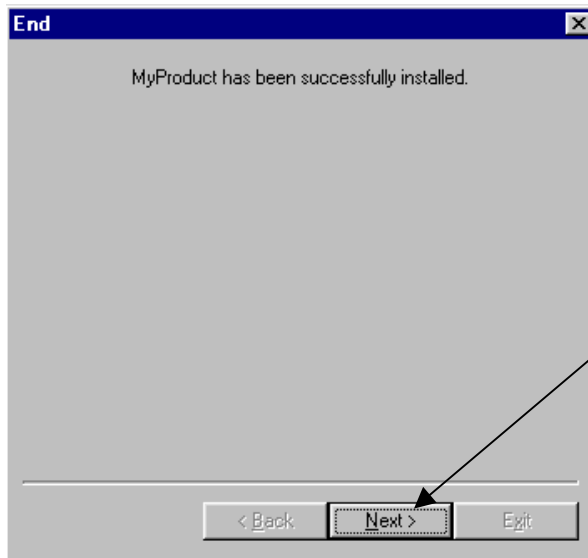 End
MyProduct has been successfully installed.
< Back Next > Exit